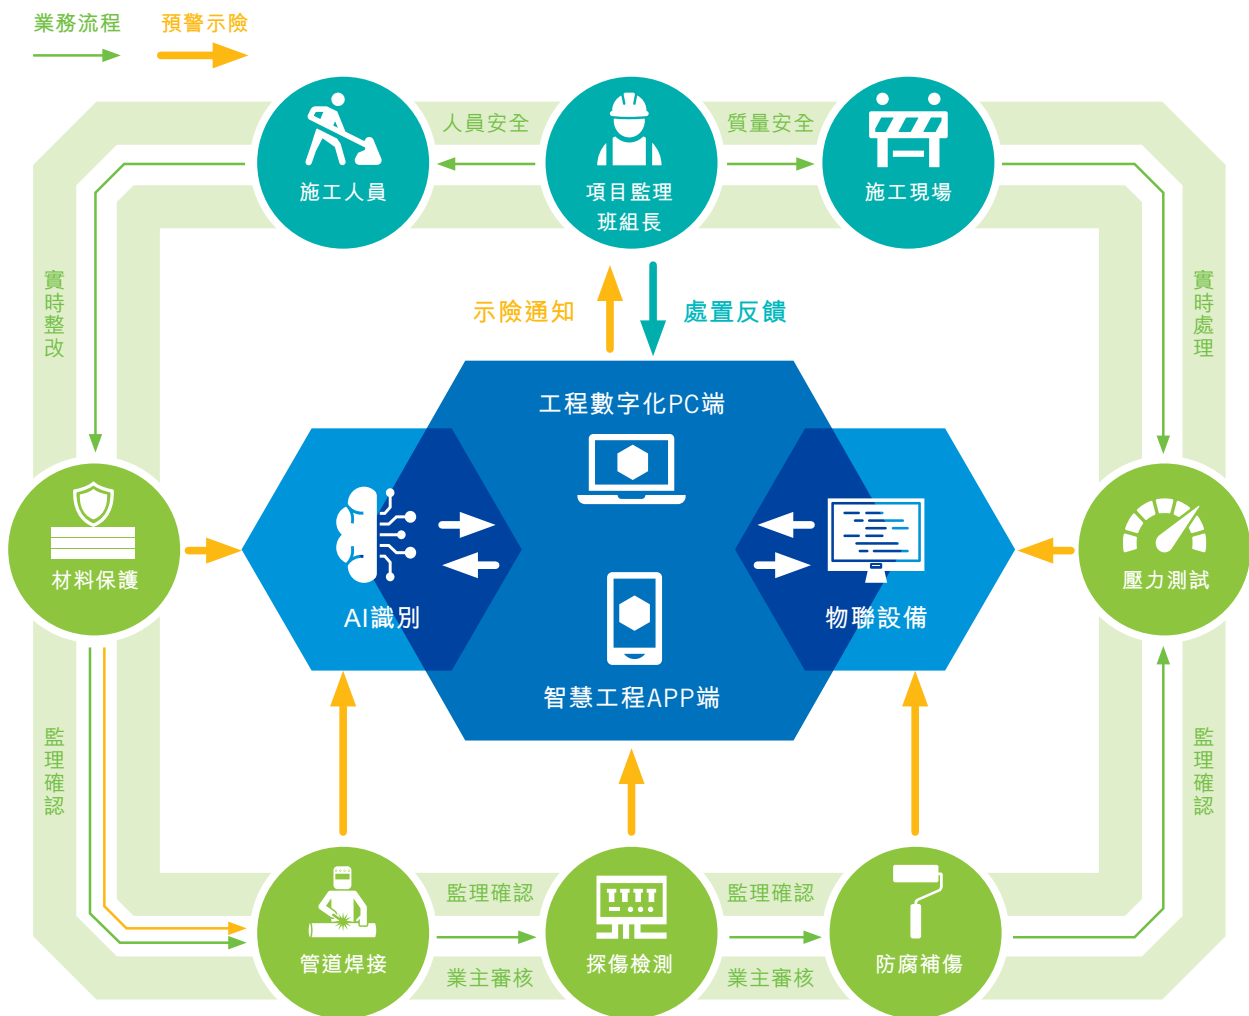 業務流程
預警示險
人員安全
質量安全
施工人員
項目監理
班組長
施工現場
實時整改
實時處理
示險通知
處置反饋
工程數字化PC端
材料保護
AI識別
物聯設備
壓力測試
智慧工程APP端
監理確認
監理確認
監理確認
監理確認
管道焊接
探傷檢測
防腐補傷
業主審核
業主審核